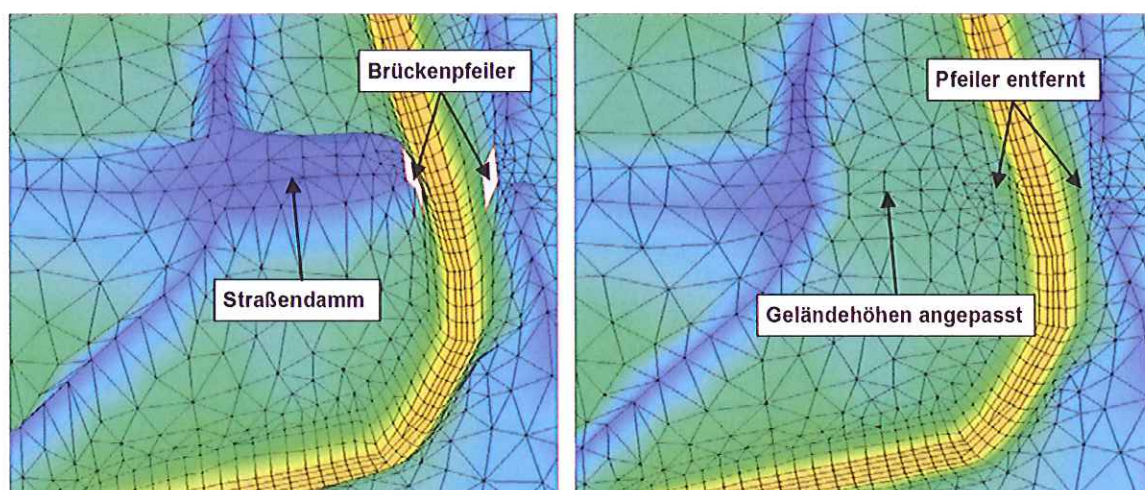 Brückenpfeiler
Straßendamm
Pfeiler entfernt
Geländehöhen angepasst